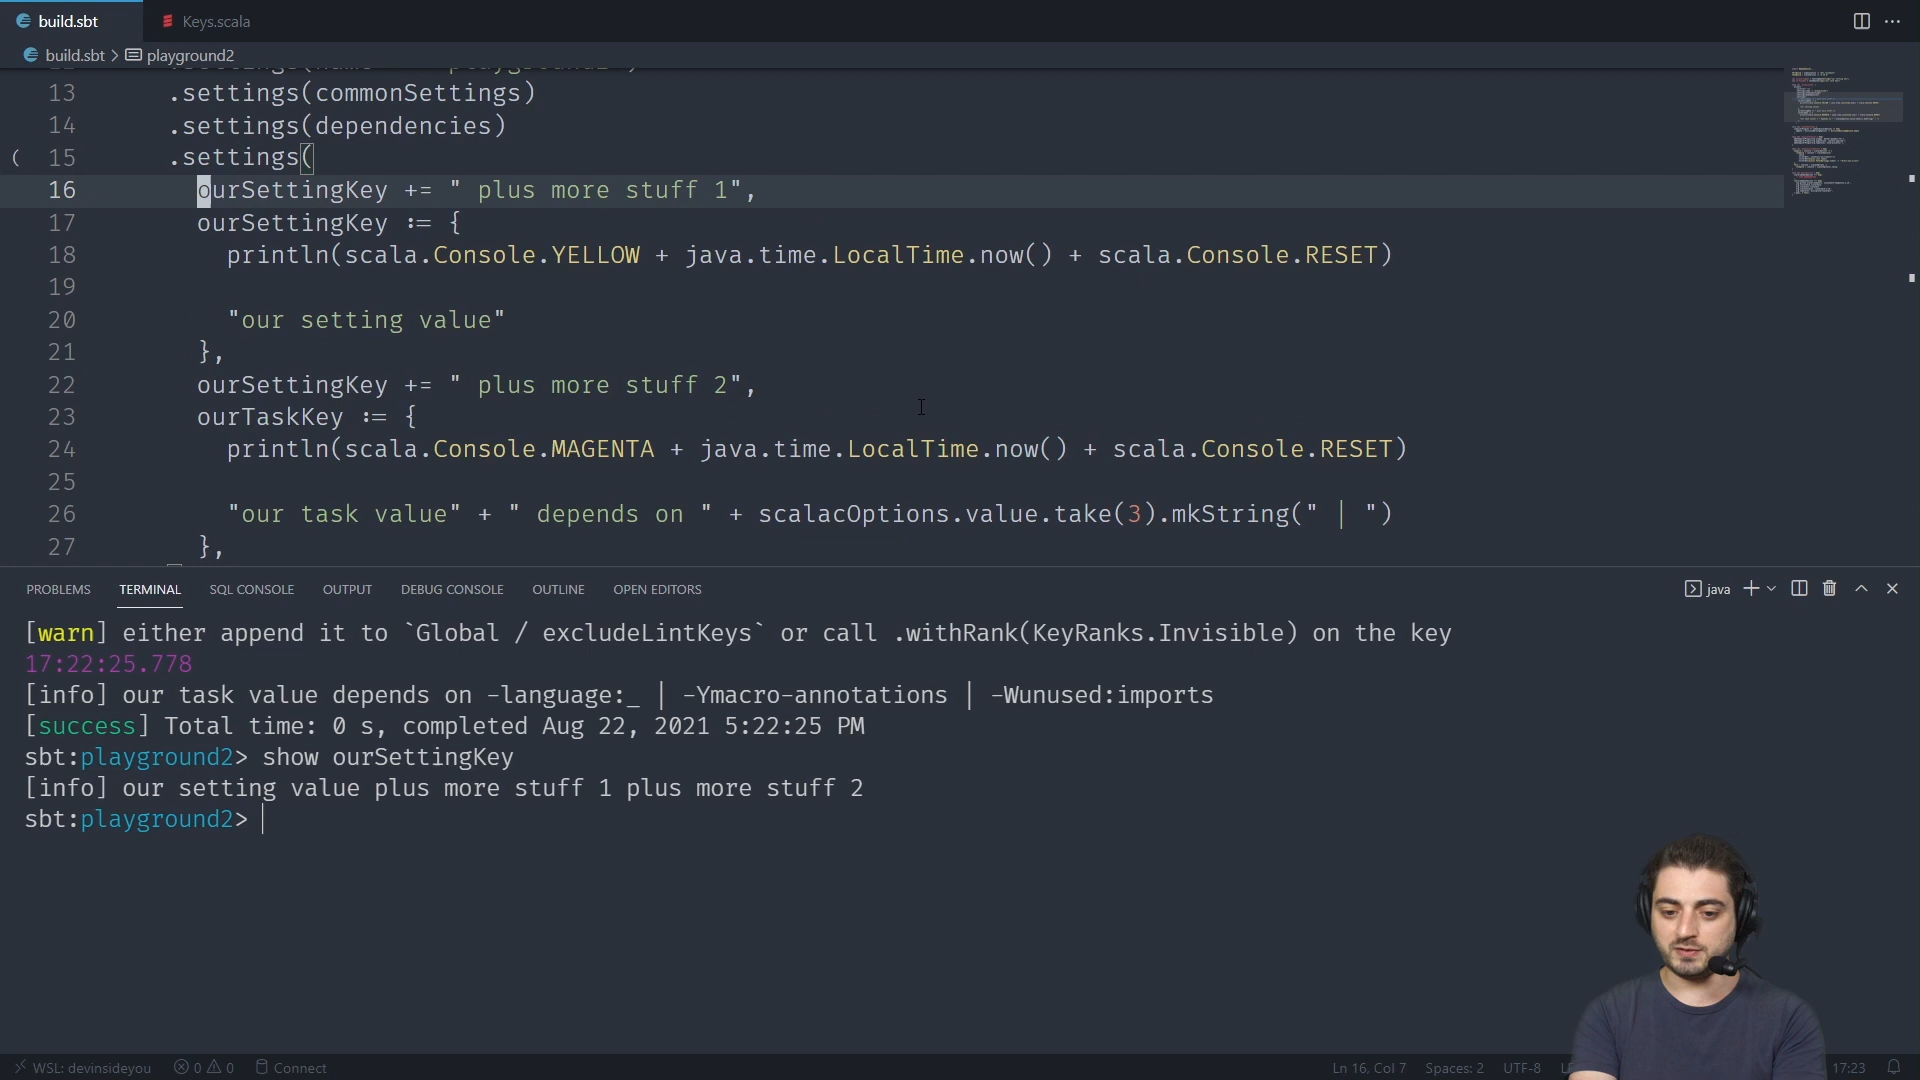 build.sbt
Keys.scala
build.sbt > playground2
13 .settings(commonSettings)
14 .settings(dependencies)
( 15 .settings(
16 ourSettingKey += " plus more stuff 1",
17 ourSettingKey := {
18 println(scala.Console.YELLOW + java.time.LocalTime.now() + scala.Console.RESET)
19
20 "our setting value"
21 },
22 ourSettingKey += " plus more stuff 2",
23 ourTaskKey := {
24 println(scala.Console.MAGENTA + java.time.LocalTime.now() + scala.Console.RESET)
25
26 "our task value" + " depends on " + scalacOptions.value.take(3).mkString(" | ")
27 },
PROBLEMS TERMINAL SQL CONSOLE OUTPUT DEBUG CONSOLE OUTLINE OPEN EDITORS java
[warn] either append it to `Global / excludeLintKeys` or call .withRank(KeyRanks.Invisible) on the key
17:22:25.778
[info] our task value depends on -language:_ | -Ymacro-annotations | -Wunused:imports
[success] Total time: 0 s, completed Aug 22, 2021 5:22:25 PM
sbt:playground2> show ourSettingKey
[info] our setting value plus more stuff 1 plus more stuff 2
sbt:playground2>
WSL: devinsideyou 0 0 Connect Ln 16, Col 7 Spaces: 2 UTF-8 17:23